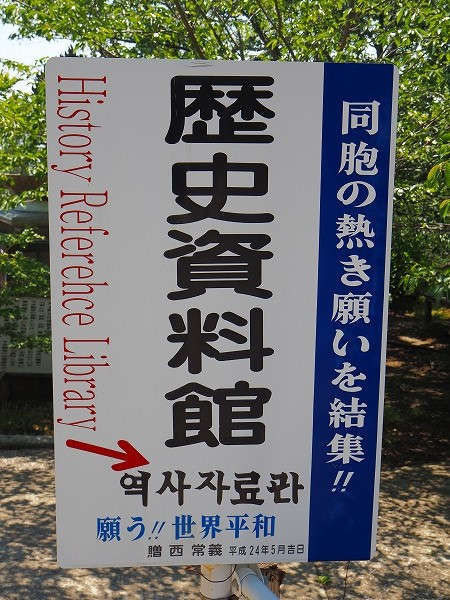 同胞の熱き願いを結集!!
歴史資料館
History Referehce Library
역사자료관
願う!!世界平和
贈 西常義 平成24年5月吉日